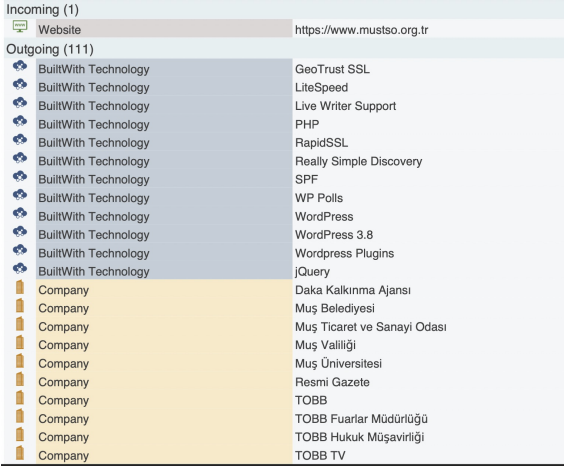 Incoming (1)
www Website https://www.mustso.org.tr
Outgoing (111)
BuiltWith Technology GeoTrust SSL
BuiltWith Technology LiteSpeed
BuiltWith Technology Live Writer Support
BuiltWith Technology PHP
BuiltWith Technology RapidSSL
BuiltWith Technology Really Simple Discovery
BuiltWith Technology SPF
BuiltWith Technology WP Polls
BuiltWith Technology WordPress
BuiltWith Technology WordPress 3.8
BuiltWith Technology Wordpress Plugins
BuiltWith Technology jQuery
Company Daka Kalkınma Ajansı
Company Muş Belediyesi
Company Muş Ticaret ve Sanayi Odası
Company Muş Valiliği
Company Muş Üniversitesi
Company Resmi Gazete
Company TOBB
Company TOBB Fuarlar Müdürlüğü
Company TOBB Hukuk Müşavirliği
Company TOBB TV